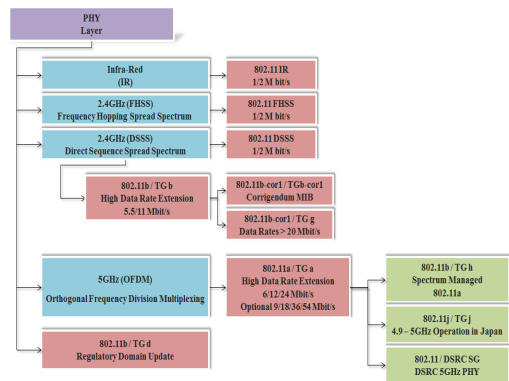 PHY
Layer
Infra-Red
(IR)
802.11 IR
1/2 M bit/s
2.4GHz (FHSS)
Frequency Hopping Spread Spectrum
802.11 FHSS
1/2 M bit/s
2.4GHz (DSSS)
Direct Sequence Spread Spectrum
802.11 DSSS
1/2 M bit/s
802.11b / TG b
High Data Rate Extension
5.5/11 Mbit/s
802.11b-cor1 / TGb-cor1
Corrigendum MIB
802.11b-cor1 / TG g
Data Rates > 20 Mbit/s
5GHz (OFDM)
Orthogonal Frequency Division Multiplexing
802.11a / TG a
High Data Rate Extension
6/12/24 Mbit/s
Optional 9/18/36/54 Mbit/s
802.11b / TG h
Spectrum Managed
802.11a
802.11j / TG j
4.9 – 5GHz Operation in Japan
802.11 / DSRC SG
DSRC 5GHz PHY
802.11b / TG d
Regulatory Domain Update